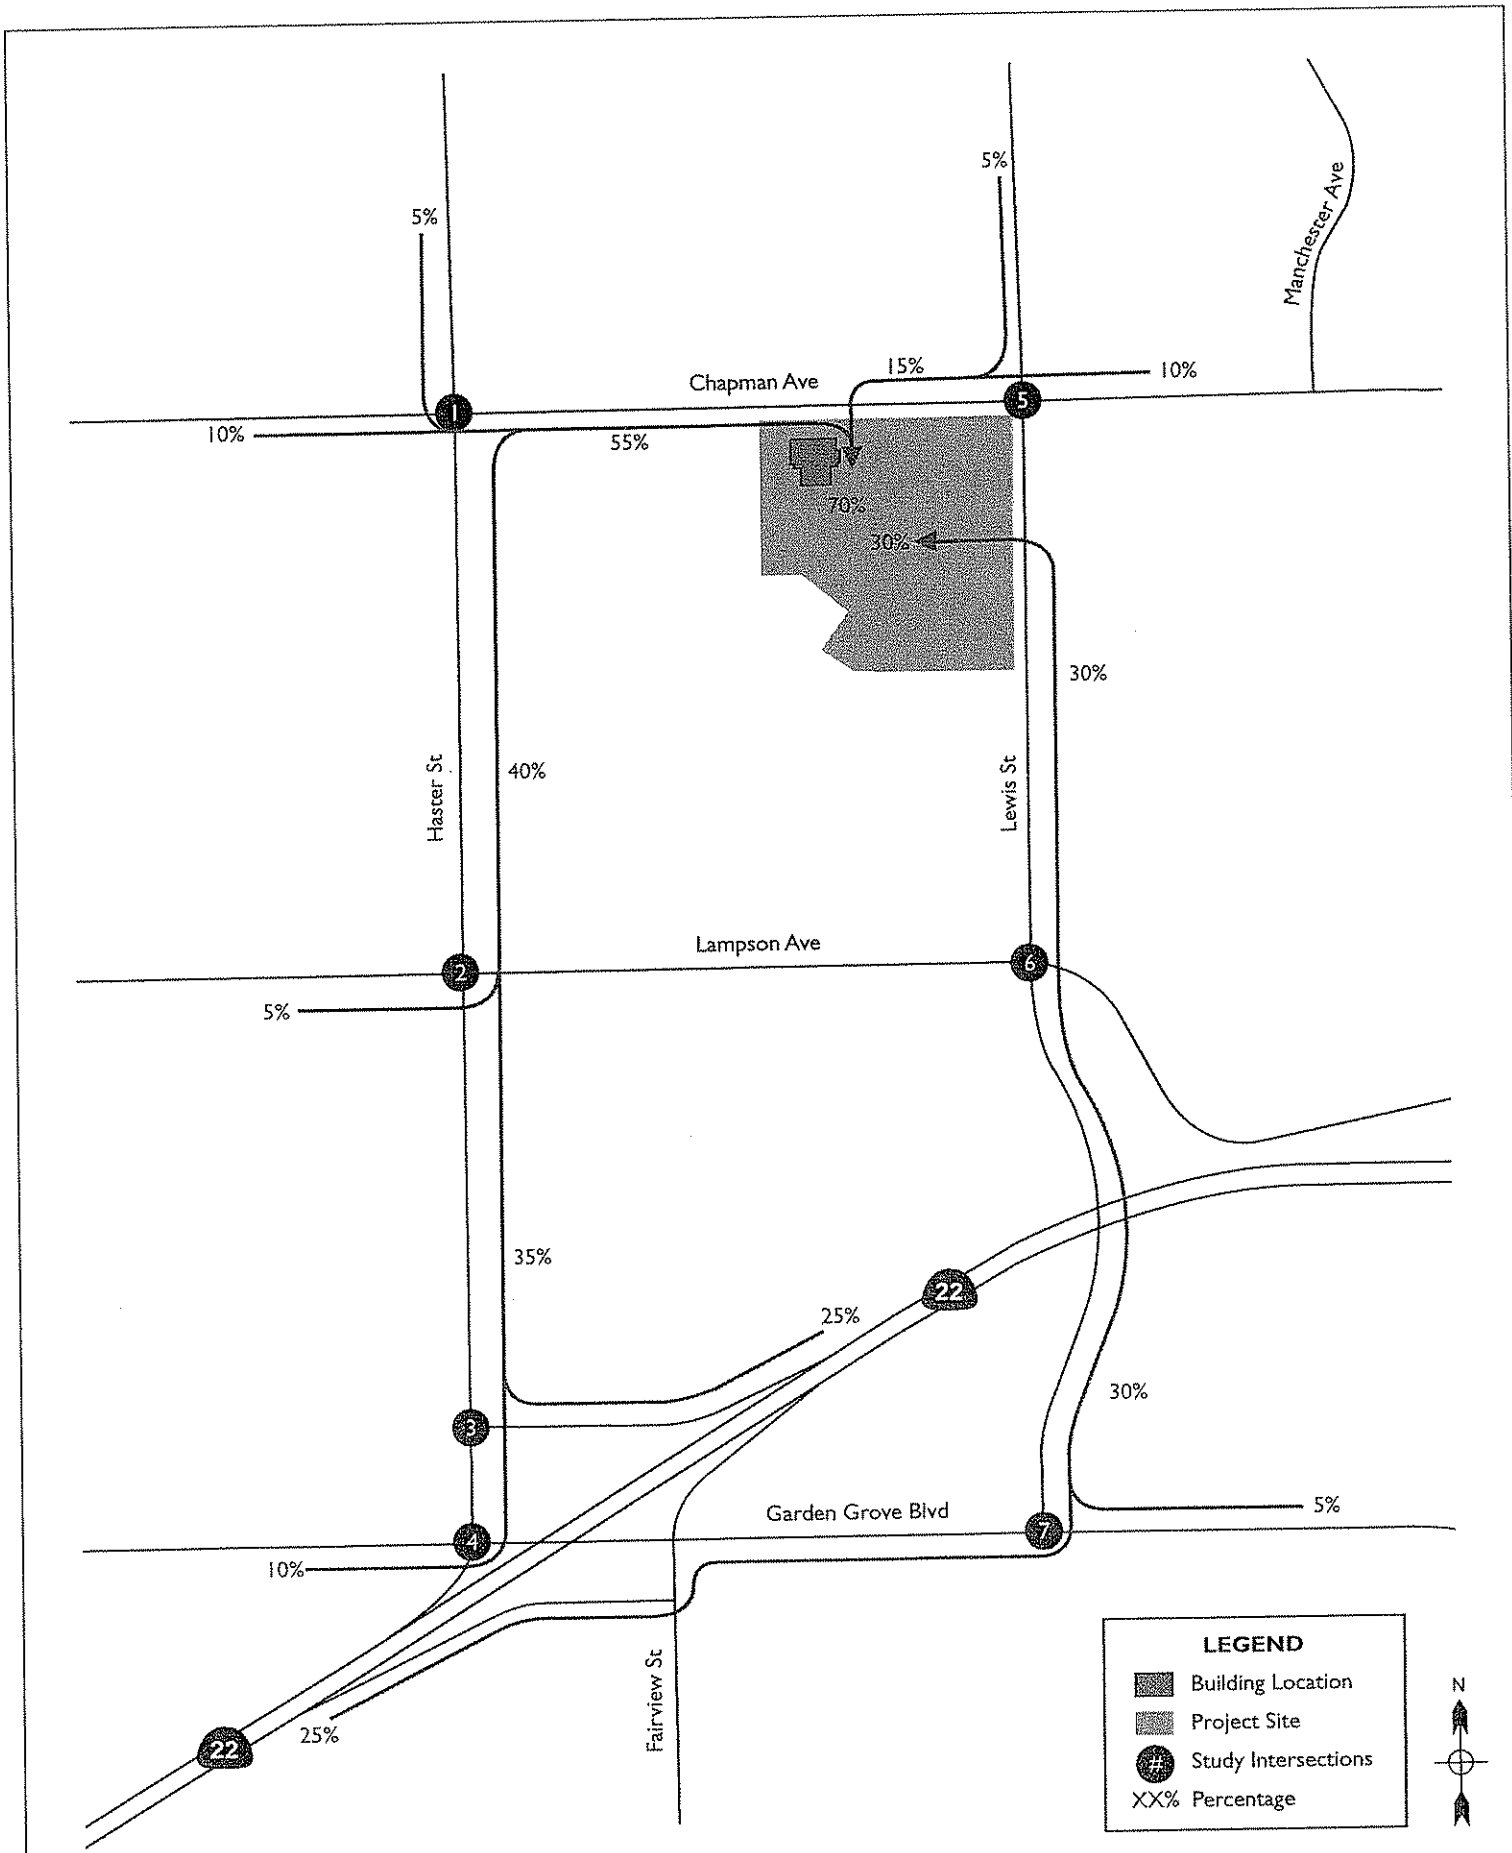 5%
5%
Manchester Ave
Chapman Ave
15%
10%
1
5
10%
55%
70%
30%
30%
Haster St
40%
Lewis St
Lampson Ave
2
6
5%
35%
22
25%
30%
3
Garden Grove Blvd
5%
4
7
10%
Fairview St
25%
22
LEGEND
Building Location
Project Site
# Study Intersections
XX% Percentage
N